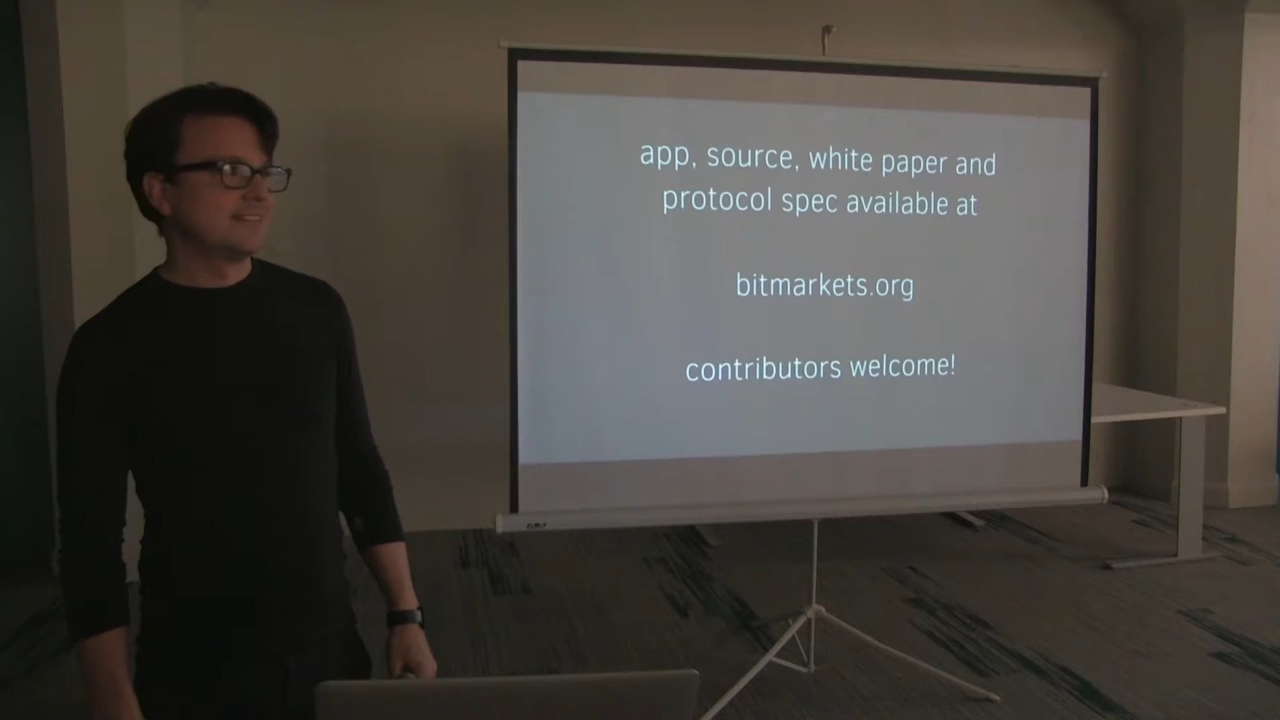 app, source, white paper and
protocol spec available at
bitmarkets.org
contributors welcome!